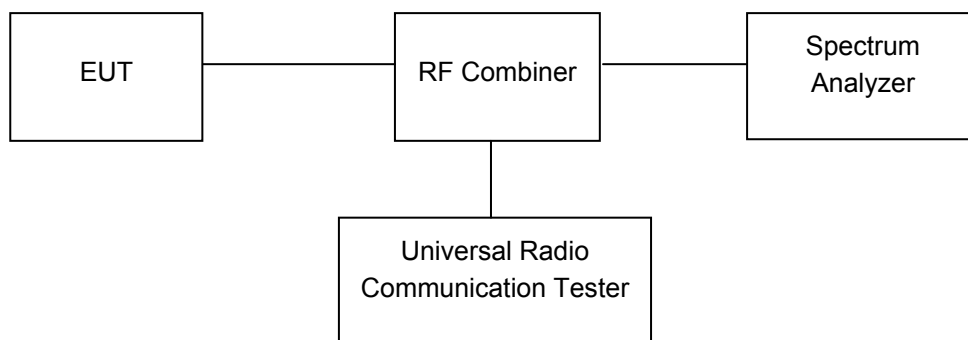 EUT
RF Combiner
Spectrum
Analyzer
Universal Radio
Communication Tester